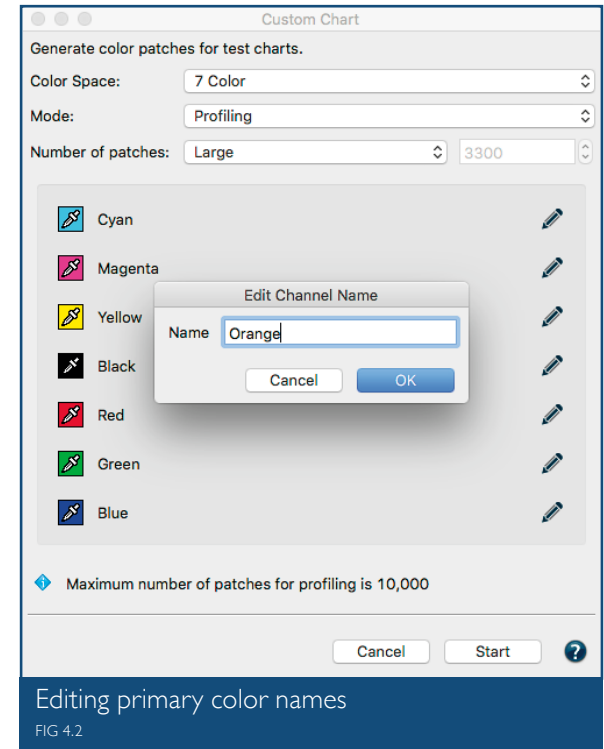 Custom Chart
Generate color patches for test charts.
Color Space: 7 Color
Mode: Profiling
Number of patches: Large 3300
Cyan
Magenta
Edit Channel Name
Yellow
Name Orange
Black
Cancel OK
Red
Green
Blue
Maximum number of patches for profiling is 10,000
Cancel Start ?
Editing primary color names
FIG 4.2